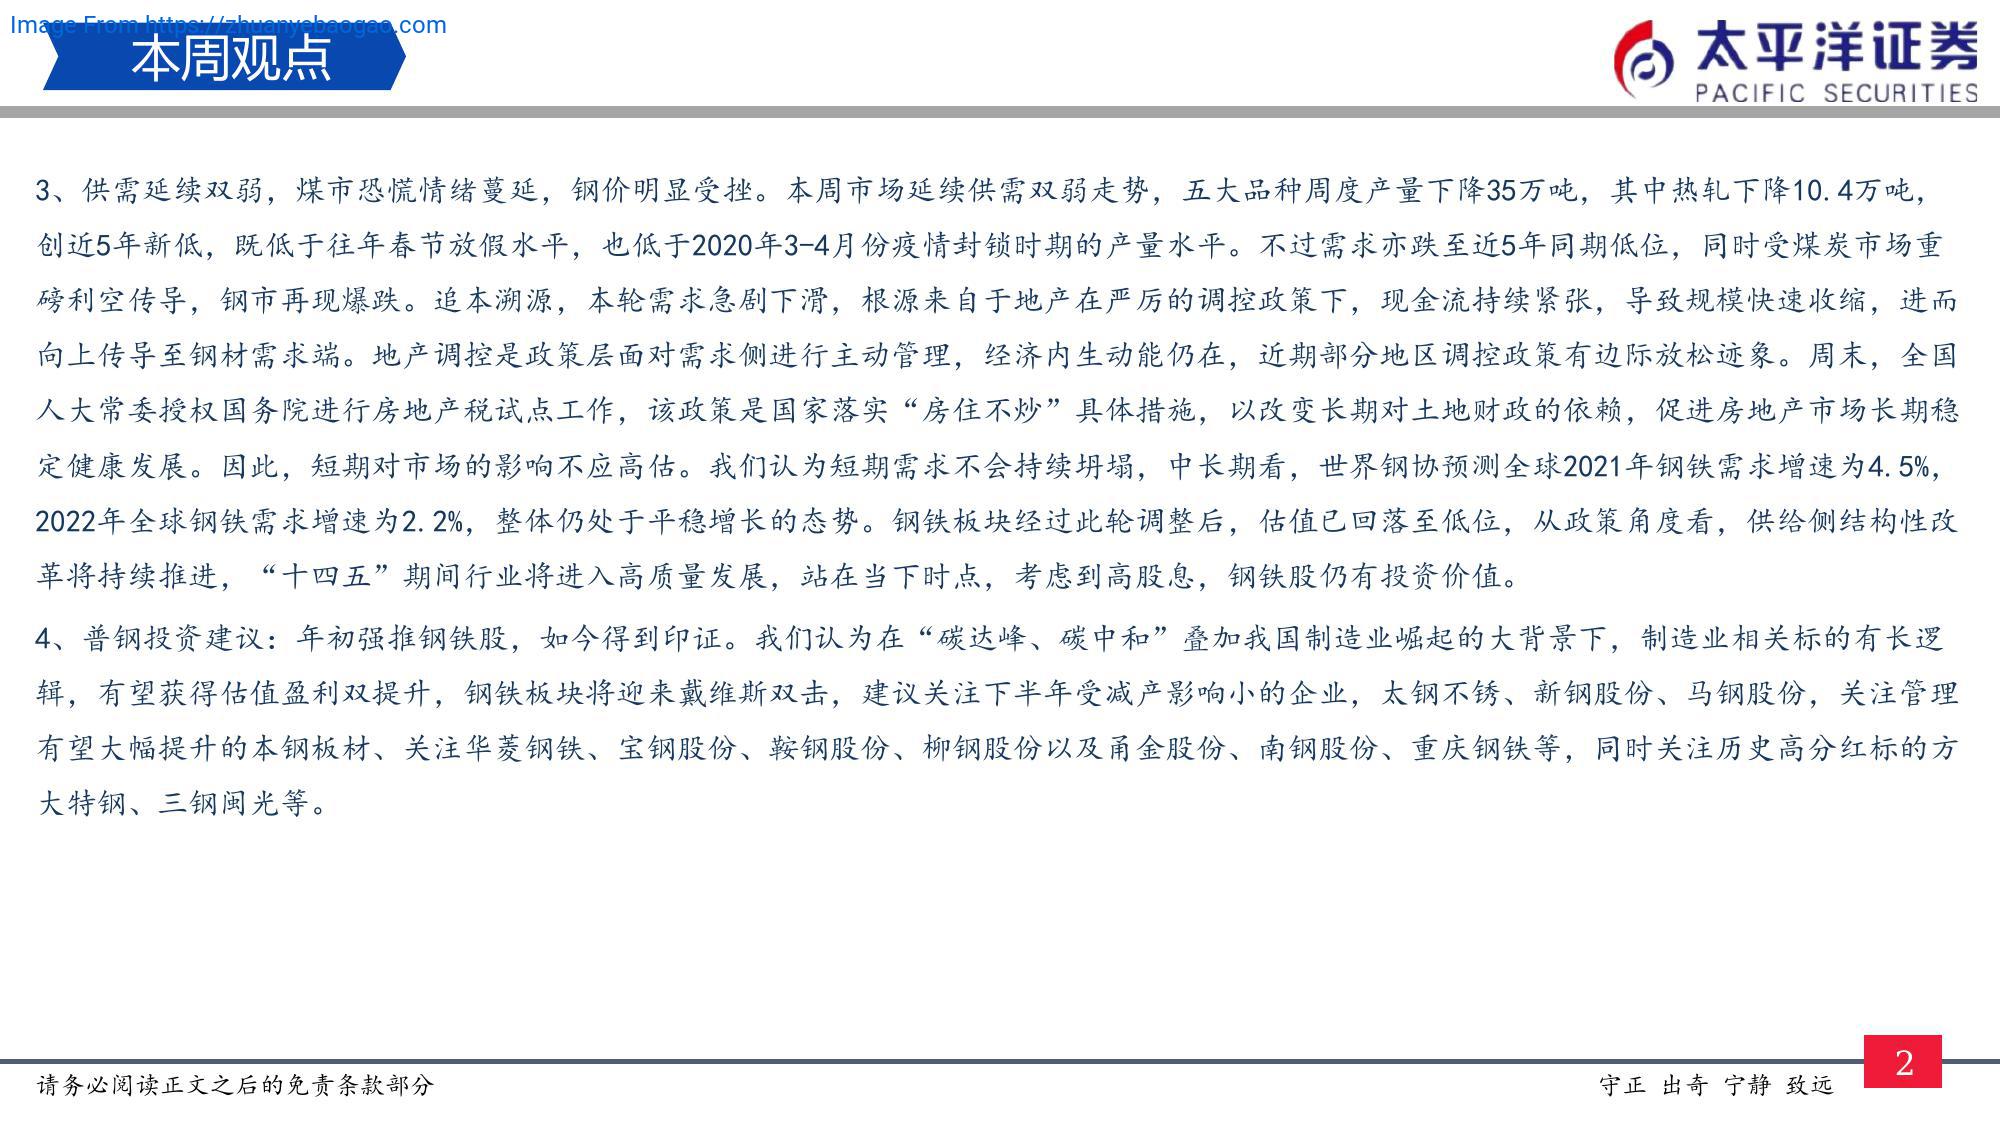 Image From https://zhuanyebaogao.com
本周观点
太平洋证券
PACIFIC SECURITIES
3、供需延续双弱，煤市恐慌情绪蔓延，钢价明显受挫。本周市场延续供需双弱走势，五大品种周度产量下降35万吨，其中热轧下降10.4万吨，
创近5年新低，既低于往年春节放假水平，也低于2020年3-4月份疫情封锁时期的产量水平。不过需求亦跌至近5年同期低位，同时受煤炭市场重
磅利空传导，钢市再现爆跌。追本溯源，本轮需求急剧下滑，根源来自于地产在严厉的调控政策下，现金流持续紧张，导致规模快速收缩，进而
向上传导至钢材需求端。地产调控是政策层面对需求侧进行主动管理，经济内生动能仍在，近期部分地区调控政策有边际放松迹象。周末，全国
人大常委授权国务院进行房地产税试点工作，该政策是国家落实“房住不炒”具体措施，以改变长期对土地财政的依赖，促进房地产市场长期稳
定健康发展。因此，短期对市场的影响不应高估。我们认为短期需求不会持续坍塌，中长期看，世界钢协预测全球2021年钢铁需求增速为4.5%，
2022年全球钢铁需求增速为2.2%，整体仍处于平稳增长的态势。钢铁板块经过此轮调整后，估值已回落至低位，从政策角度看，供给侧结构性改
革将持续推进，“十四五”期间行业将进入高质量发展，站在当下时点，考虑到高股息，钢铁股仍有投资价值。
4、普钢投资建议：年初强推钢铁股，如今得到印证。我们认为在“碳达峰、碳中和”叠加我国制造业崛起的大背景下，制造业相关标的有长逻
辑，有望获得估值盈利双提升，钢铁板块将迎来戴维斯双击，建议关注下半年受减产影响小的企业，太钢不锈、新钢股份、马钢股份，关注管理
有望大幅提升的本钢板材、关注华菱钢铁、宝钢股份、鞍钢股份、柳钢股份以及甬金股份、南钢股份、重庆钢铁等，同时关注历史高分红标的方
大特钢、三钢闽光等。
请务必阅读正文之后的免责条款部分
守正 出奇 宁静 致远
2